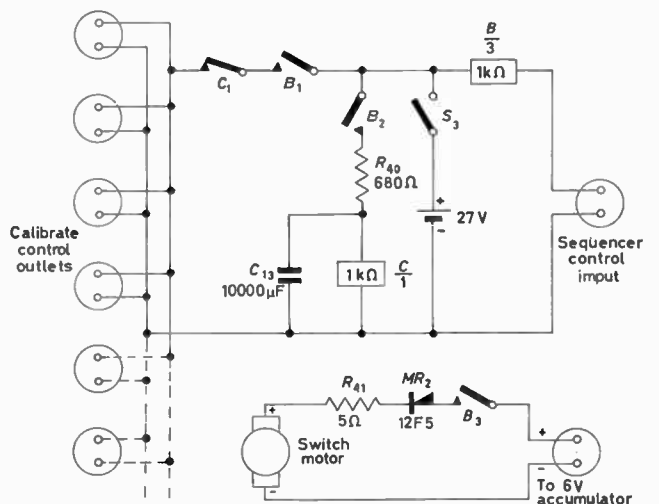 B
3
1kΩ
C1
B1
B2
S3
R40
680Ω
+
27V
-
Calibrate
control
outlets
Sequencer
control
imput
C13
10000µF
1kΩ
C
1
R41
5Ω
MR2
12F5
B3
+
-
Switch
motor
+
-
To 6V
accumulator